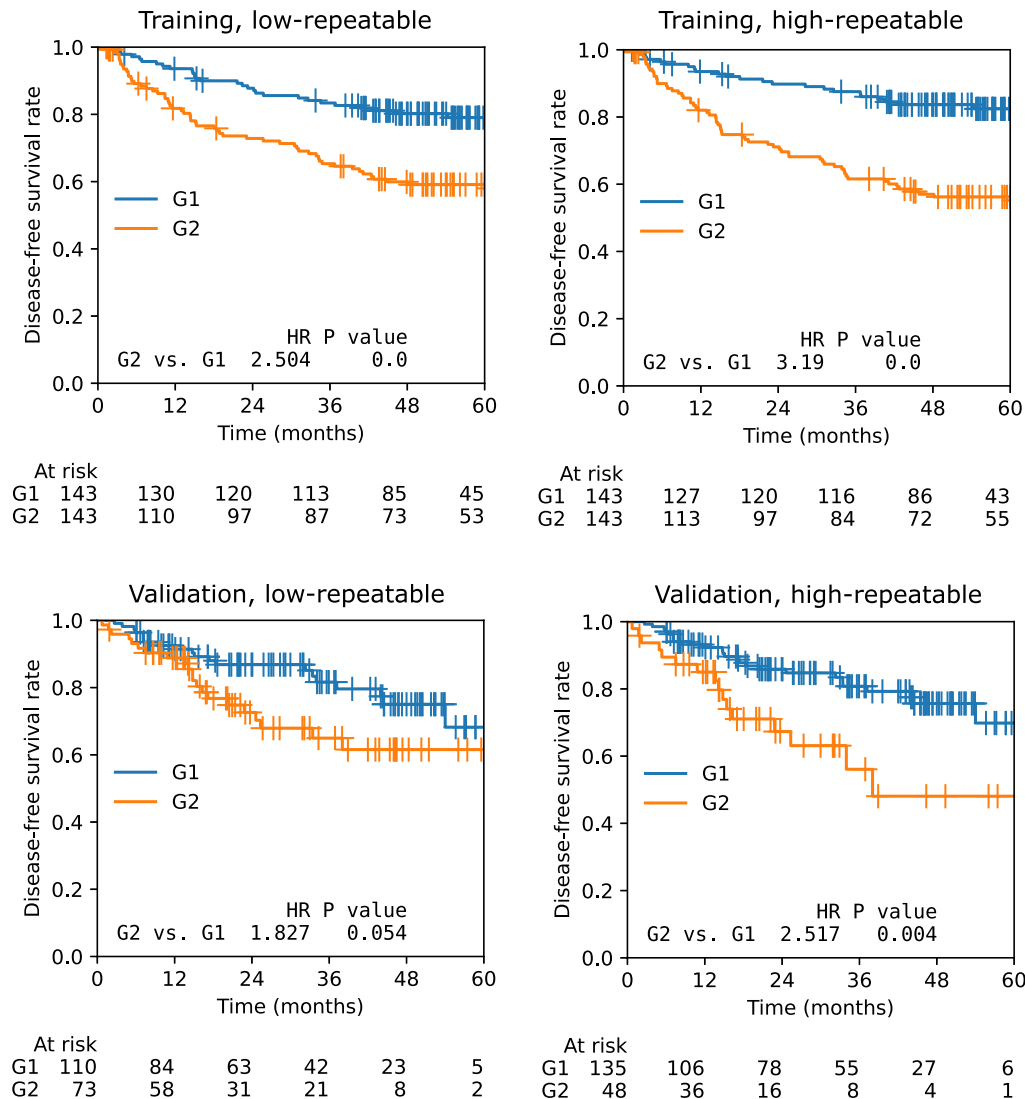 Training, low-repeatable
Disease-free survival rate
1.0
0.8
0.6
0.4
0.2
0.0
G1
G2
HR P value
G2 vs. G1 2.504 0.0
0 12 24 36 48 60
Time (months)
At risk
G1 143 130 120 113 85 45
G2 143 110 97 87 73 53
Training, high-repeatable
Disease-free survival rate
1.0
0.8
0.6
0.4
0.2
0.0
G1
G2
HR P value
G2 vs. G1 3.19 0.0
0 12 24 36 48 60
Time (months)
At risk
G1 143 127 120 116 86 43
G2 143 113 97 84 72 55
Validation, low-repeatable
Disease-free survival rate
1.0
0.8
0.6
0.4
0.2
0.0
G1
G2
HR P value
G2 vs. G1 1.827 0.054
0 12 24 36 48 60
Time (months)
At risk
G1 110 84 63 42 23 5
G2 73 58 31 21 8 2
Validation, high-repeatable
Disease-free survival rate
1.0
0.8
0.6
0.4
0.2
0.0
G1
G2
HR P value
G2 vs. G1 2.517 0.004
0 12 24 36 48 60
Time (months)
At risk
G1 135 106 78 55 27 6
G2 48 36 16 8 4 1